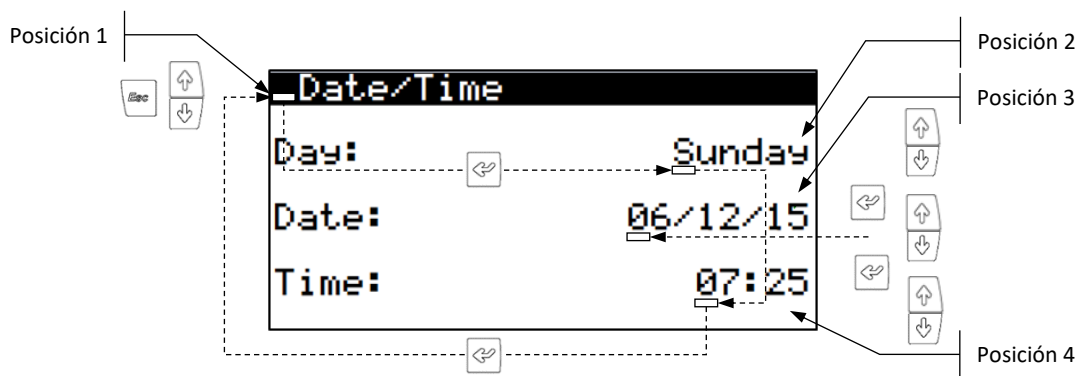 Posición 1
Posición 2
Posición 3
Esc
Date/Time
Day: Sunday
Date: 06/12/15
Time: 07:25
Posición 4